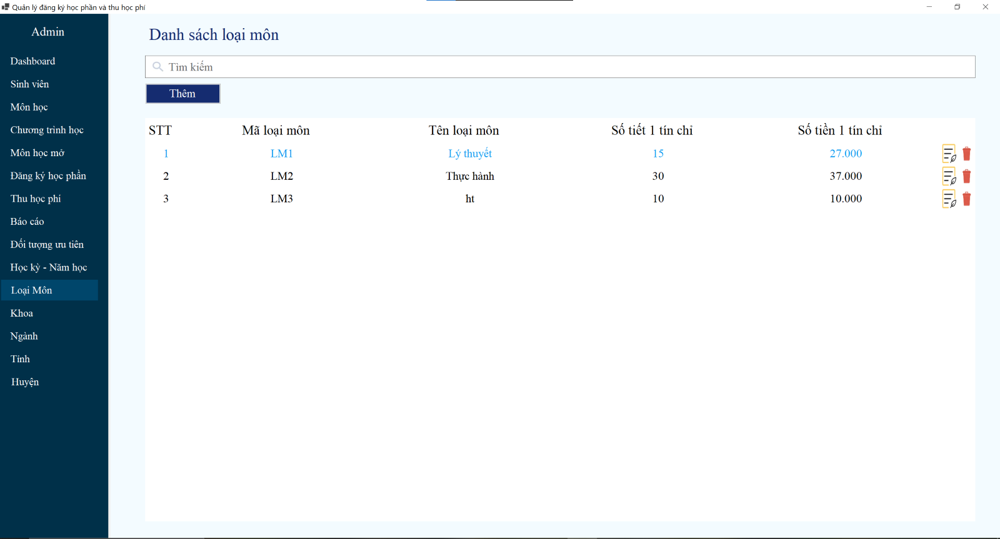 Quản lý đăng ký học phần và thu học phí
Admin
Dashboard
Sinh viên
Môn học
Chương trình học
Môn học mở
Đăng ký học phần
Thu học phí
Báo cáo
Đối tượng ưu tiên
Học kỳ - Năm học
Loại Môn
Khoa
Ngành
Tỉnh
Huyện
Danh sách loại môn
Tìm kiếm
Thêm
STT Mã loại môn Tên loại môn Số tiết 1 tín chỉ Số tiền 1 tín chỉ
1 LM1 Lý thuyết 15 27.000
2 LM2 Thực hành 30 37.000
3 LM3 ht 10 10.000